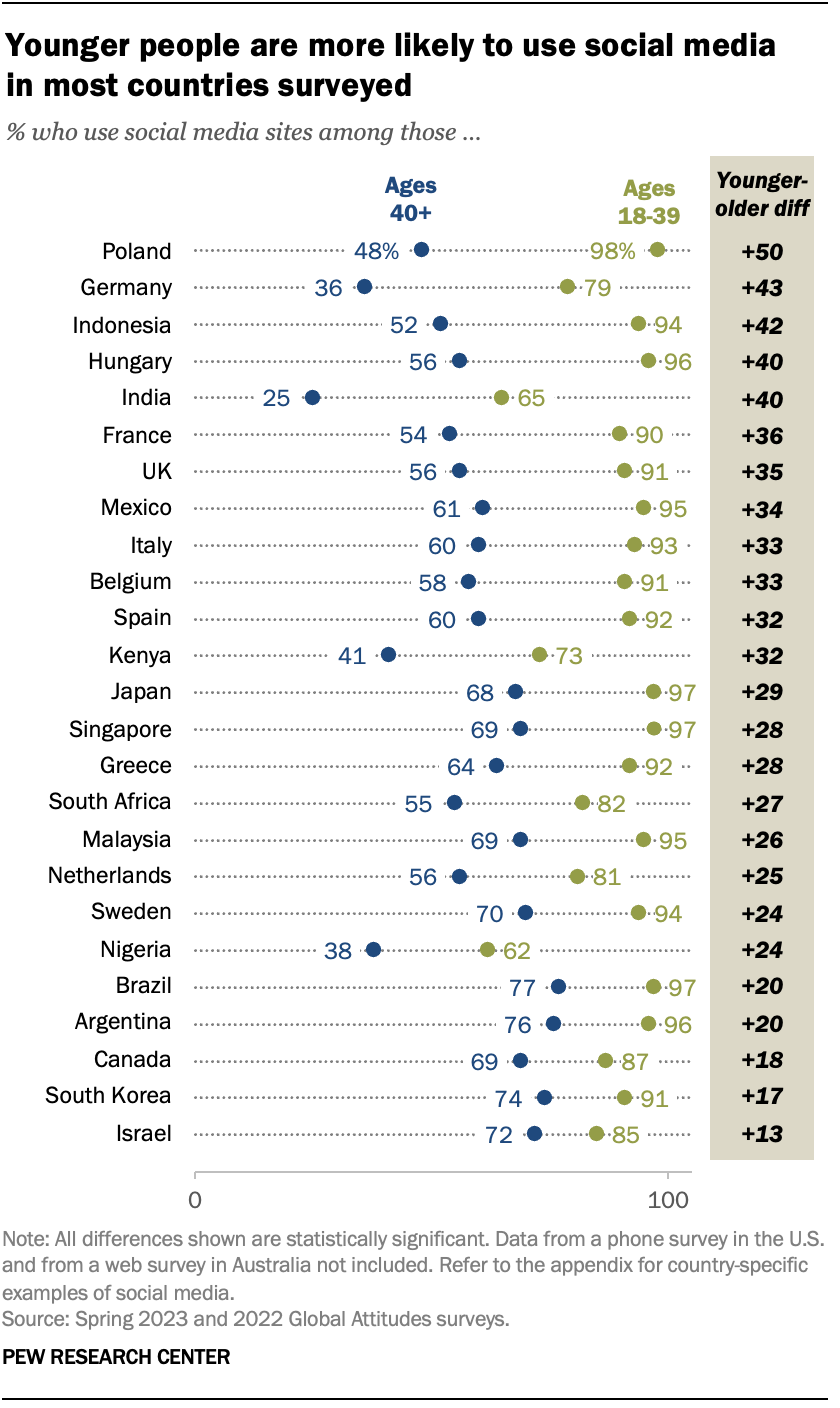 Younger people are more likely to use social media
in most countries surveyed
% who use social media sites among those ...
Ages 40+ Ages 18-39 Younger-older diff
Poland 48% 98% +50
Germany 36 79 +43
Indonesia 52 94 +42
Hungary 56 96 +40
India 25 65 +40
France 54 90 +36
UK 56 91 +35
Mexico 61 95 +34
Italy 60 93 +33
Belgium 58 91 +33
Spain 60 92 +32
Kenya 41 73 +32
Japan 68 97 +29
Singapore 69 97 +28
Greece 64 92 +28
South Africa 55 82 +27
Malaysia 69 95 +26
Netherlands 56 81 +25
Sweden 70 94 +24
Nigeria 38 62 +24
Brazil 77 97 +20
Argentina 76 96 +20
Canada 69 87 +18
South Korea 74 91 +17
Israel 72 85 +13
0 100
Note: All differences shown are statistically significant. Data from a phone survey in the U.S.
and from a web survey in Australia not included. Refer to the appendix for country-specific
examples of social media.
Source: Spring 2023 and 2022 Global Attitudes surveys.
PEW RESEARCH CENTER